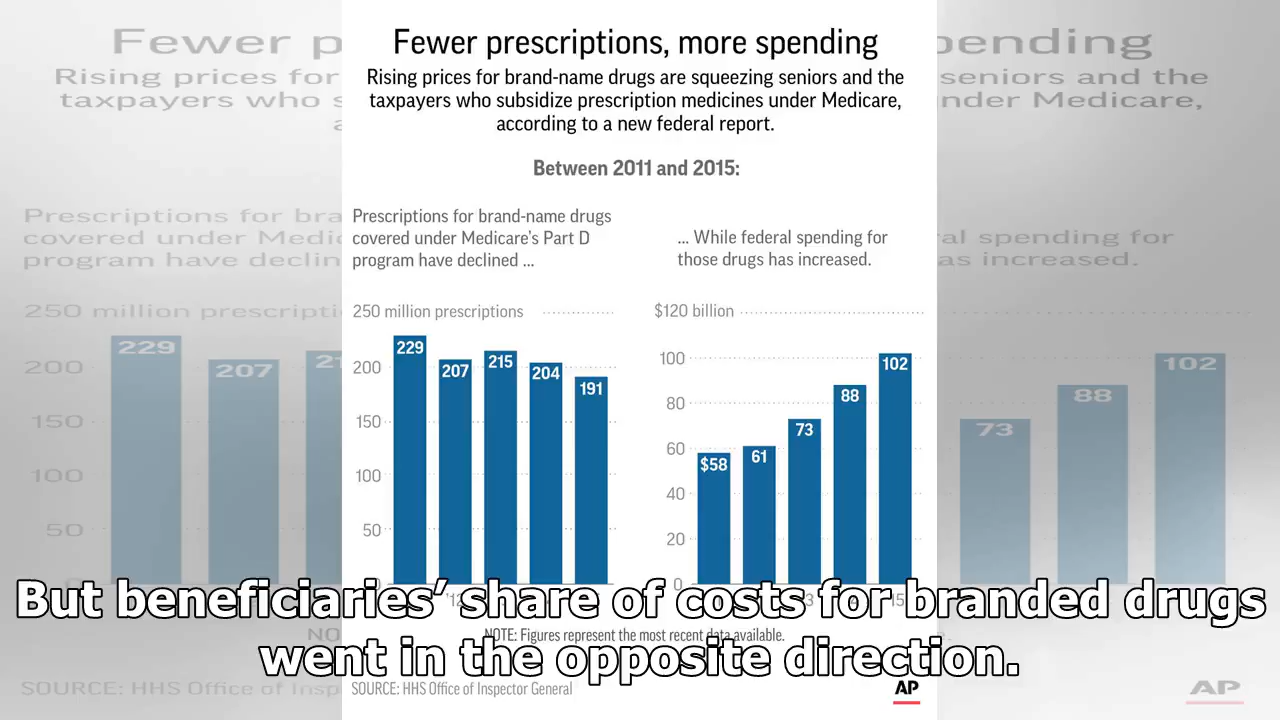 Fewer prescriptions, more spending
Rising prices for brand-name drugs are squeezing seniors and the
taxpayers who subsidize prescription medicines under Medicare,
according to a new federal report.
Between 2011 and 2015:
Prescriptions for brand-name drugs
covered under Medicare's Part D
program have declined ...
250 million prescriptions
229
200
207
215
204
191
150
100
50
... While federal spending for
those drugs has increased.
$120 billion
100
80
60
40
20
0
$58
61
73
88
102
But beneficiaries’ share of costs for branded drugs
went in the opposite direction.
NOTE: Figures represent the most recent data available.
SOURCE: HHS Office of Inspector General
AP